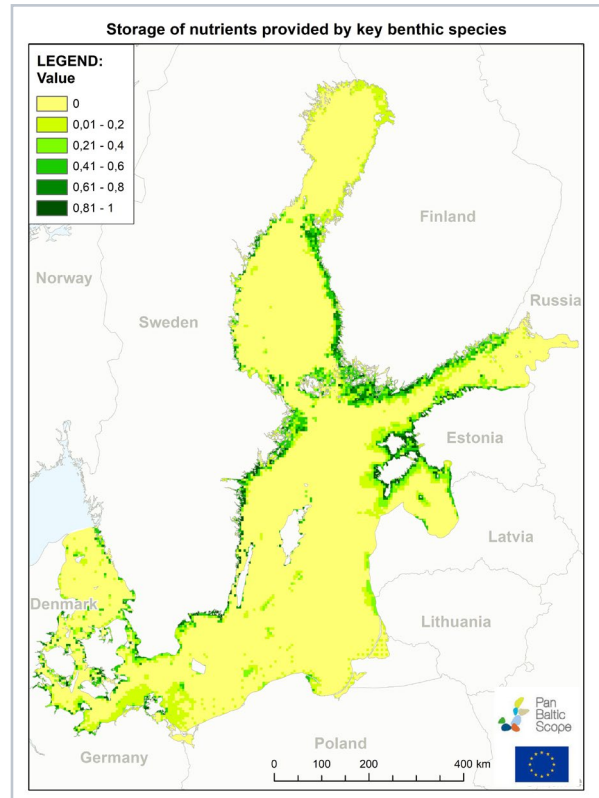 Storage of nutrients provided by key benthic species
LEGEND:
Value
0
0,01 - 0,2
0,21 - 0,4
0,41 - 0,6
0,61 - 0,8
0,81 - 1
Finland
Norway
Russia
Sweden
Estonia
Latvia
Denmark
Lithuania
Pan
Baltic
Scope
Poland
Germany
0 100 200 400 km